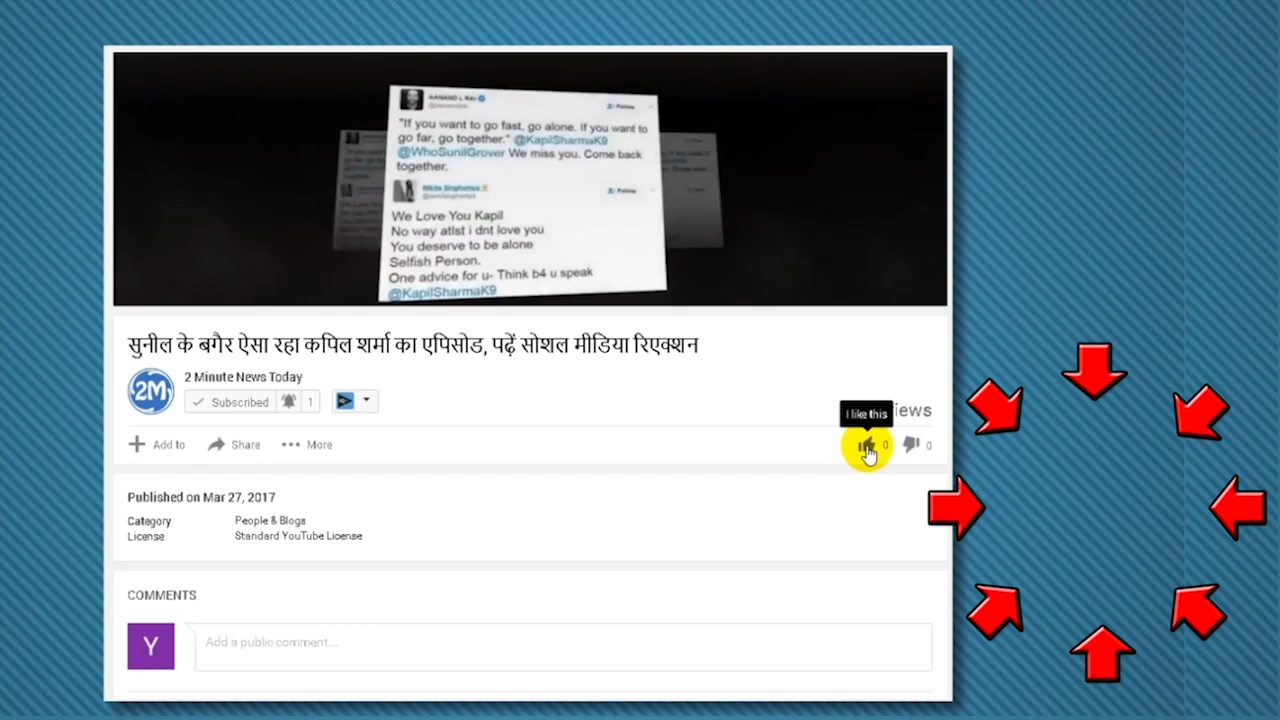 AANAND L RAI
Follow
"If you want to go fast, go alone. If you want to
go far, go together." @KapilSharmaK9
@WhoSunilGrover We miss you. Come back
together.
Follow
We Love You Kapil
No way atlst i dnt love you
You deserve to be alone
Selfish Person.
One advice for u- Think b4 u speak
@KapilSharmaK9
सुनील के बगैर ऐसा रहा कपिल शर्मा का एपिसोड, पढ़ें सोशल मीडिया रिएक्शन
2M
2 Minute News Today
Subscribed 1
I like this
iews
Add to Share More 0 0
Published on Mar 27, 2017
Category People & Blogs
License Standard YouTube License
COMMENTS
Y
Add a public comment...